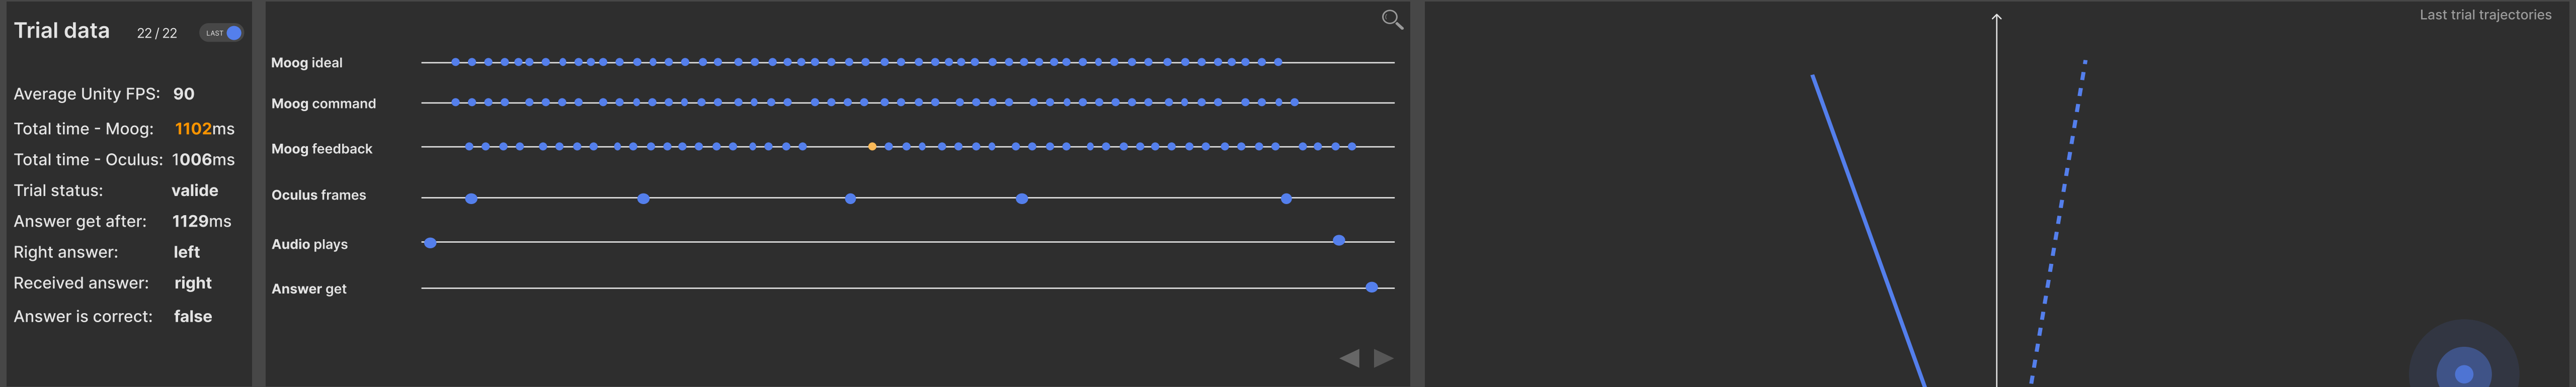 Trial data 22 / 22 LAST
Average Unity FPS: 90
Total time - Moog: 1102ms
Total time - Oculus: 1006ms
Trial status: valide
Answer get after: 1129ms
Right answer: left
Received answer: right
Answer is correct: false
Moog ideal
Moog command
Moog feedback
Oculus frames
Audio plays
Answer get
Last trial trajectories